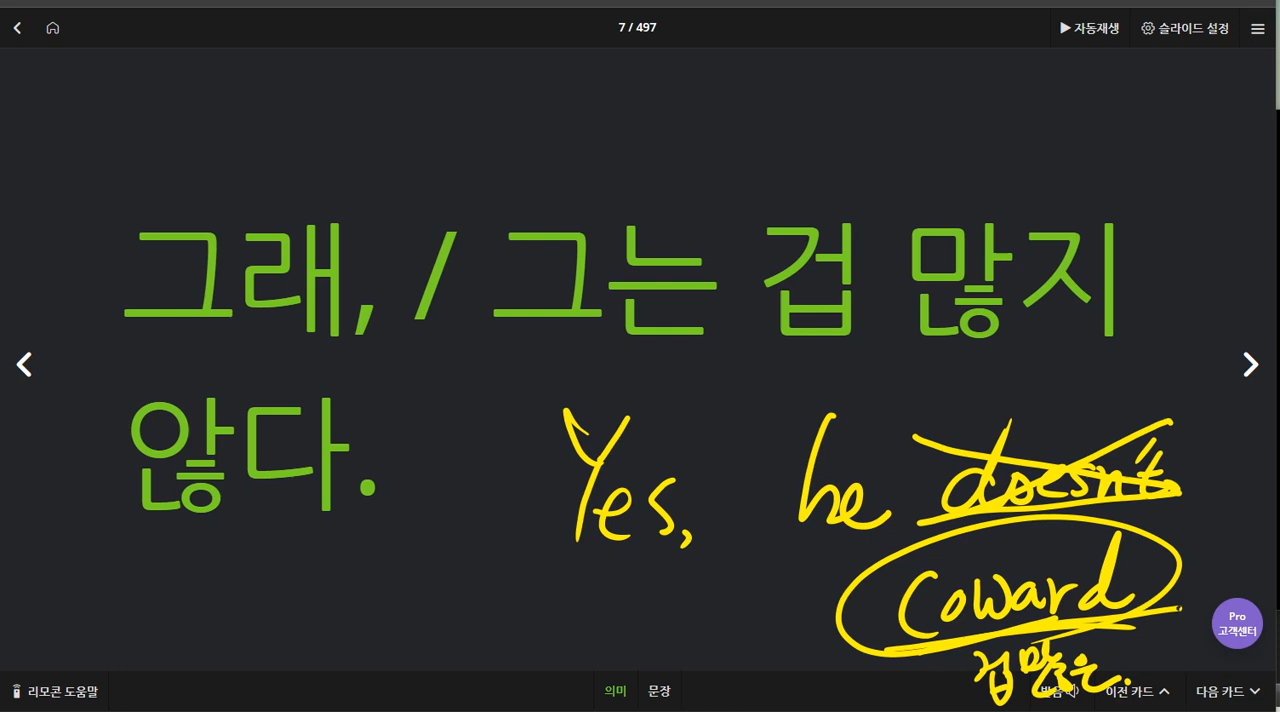 7 / 497
자동재생
슬라이드 설정
그래, / 그는 겁 많지
않다.
Yes, he doesn't
coward
겁 많은.
Pro
고객센터
리모콘 도움말
의미
문장
발음
이전 카드
다음 카드